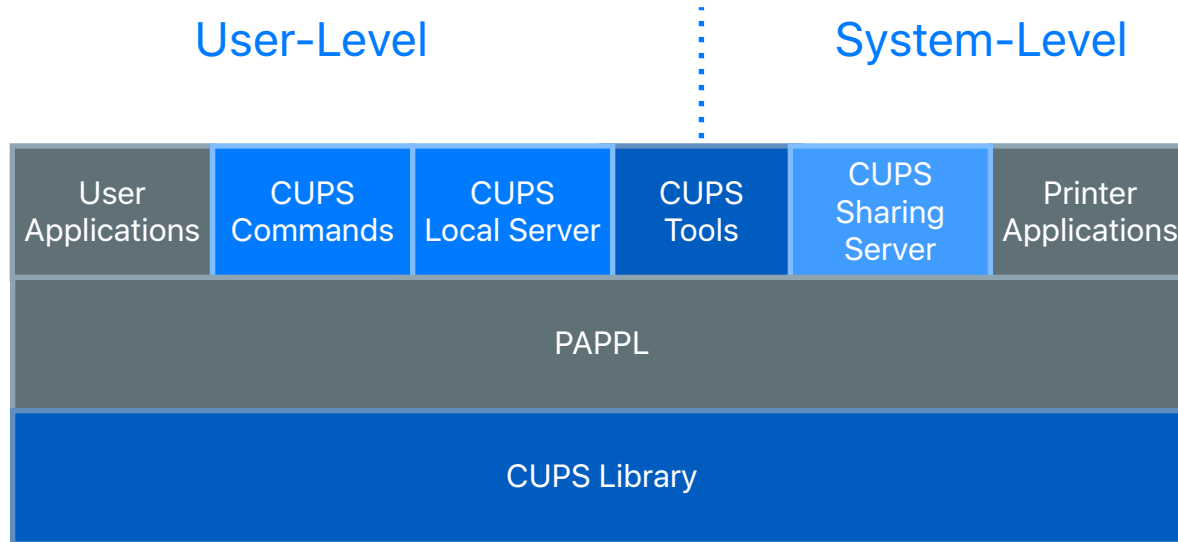 User-Level
System-Level
User
Applications
CUPS
Commands
CUPS
Local Server
CUPS
Tools
CUPS
Sharing
Server
Printer
Applications
PAPPL
CUPS Library